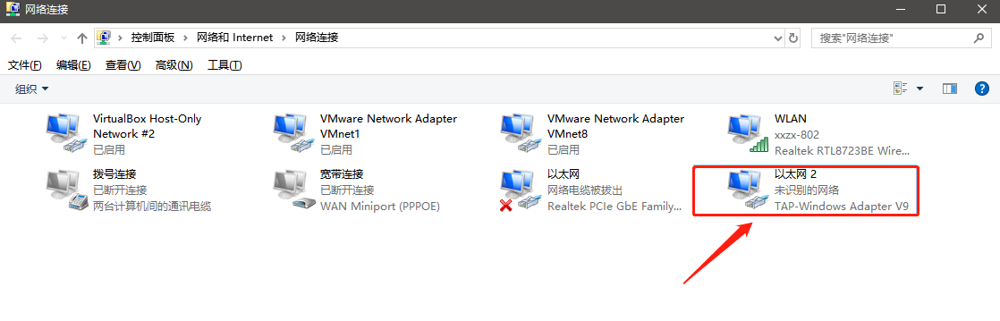 网络连接
控制面板 > 网络和 Internet > 网络连接
搜索"网络连接"
文件(F) 编辑(E) 查看(V) 高级(N) 工具(T)
组织
VirtualBox Host-Only
Network #2
已启用
VMware Network Adapter
VMnet1
已启用
VMware Network Adapter
VMnet8
已启用
WLAN
xxzx-802
Realtek RTL8723BE Wire...
拨号连接
已断开连接
两台计算机间的通讯电缆
宽带连接
已断开连接
WAN Miniport (PPPOE)
以太网
网络电缆被拔出
Realtek PCIe GbE Family...
以太网 2
未识别的网络
TAP-Windows Adapter V9